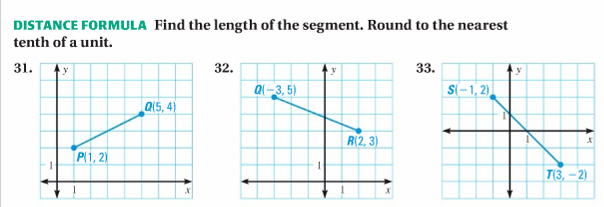 DISTANCE FORMULA Find the length of the segment. Round to the nearest
tenth of a unit.
31.
y
Q(5, 4)
P(1, 2)
1
1
x
32.
y
Q(−3, 5)
R(2, 3)
1
1
x
33.
y
S(−1, 2)
1
1
x
T(3, −2)